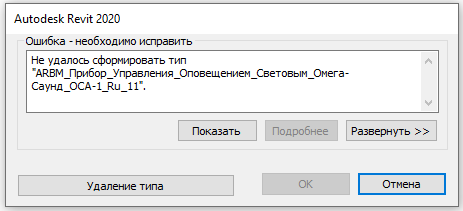 Autodesk Revit 2020
Ошибка - необходимо исправить
Не удалось сформировать тип
"ARBM_Прибор_Управления_Оповещением_Световым_Омега-
Саунд_ОСА-1_Ru_11".
Показать Подробнее Развернуть >>
Удаление типа OK Отмена